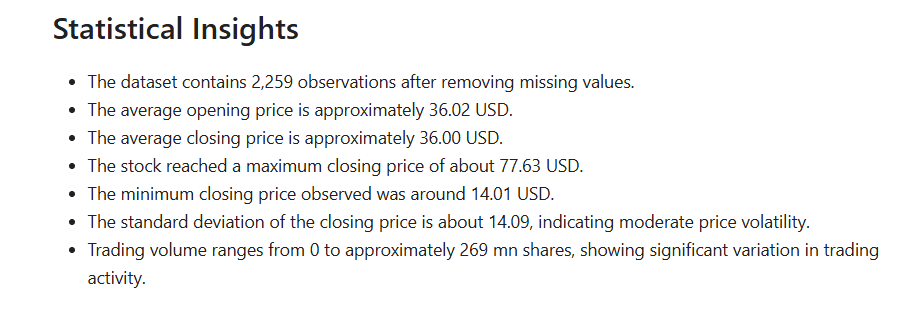 Statistical Insights
• The dataset contains 2,259 observations after removing missing values.
• The average opening price is approximately 36.02 USD.
• The average closing price is approximately 36.00 USD.
• The stock reached a maximum closing price of about 77.63 USD.
• The minimum closing price observed was around 14.01 USD.
• The standard deviation of the closing price is about 14.09, indicating moderate price volatility.
• Trading volume ranges from 0 to approximately 269 mn shares, showing significant variation in trading
activity.